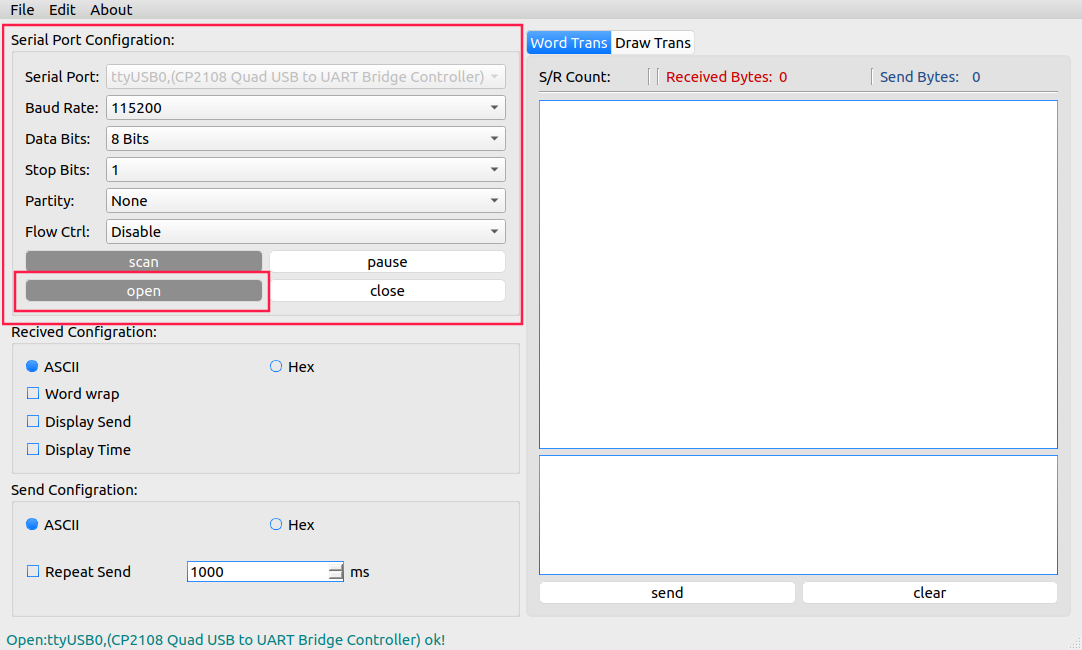 File Edit About
Serial Port Configration:
Serial Port: ttyUSB0,(CP2108 Quad USB to UART Bridge Controller)
Baud Rate: 115200
Data Bits: 8 Bits
Stop Bits: 1
Partity: None
Flow Ctrl: Disable
scan pause
open close
Recived Configration:
ASCII Hex
Word wrap
Display Send
Display Time
Send Configration:
ASCII Hex
Repeat Send 1000 ms
Word Trans Draw Trans
S/R Count: Received Bytes: 0 Send Bytes: 0
send clear
Open:ttyUSB0,(CP2108 Quad USB to UART Bridge Controller) ok!